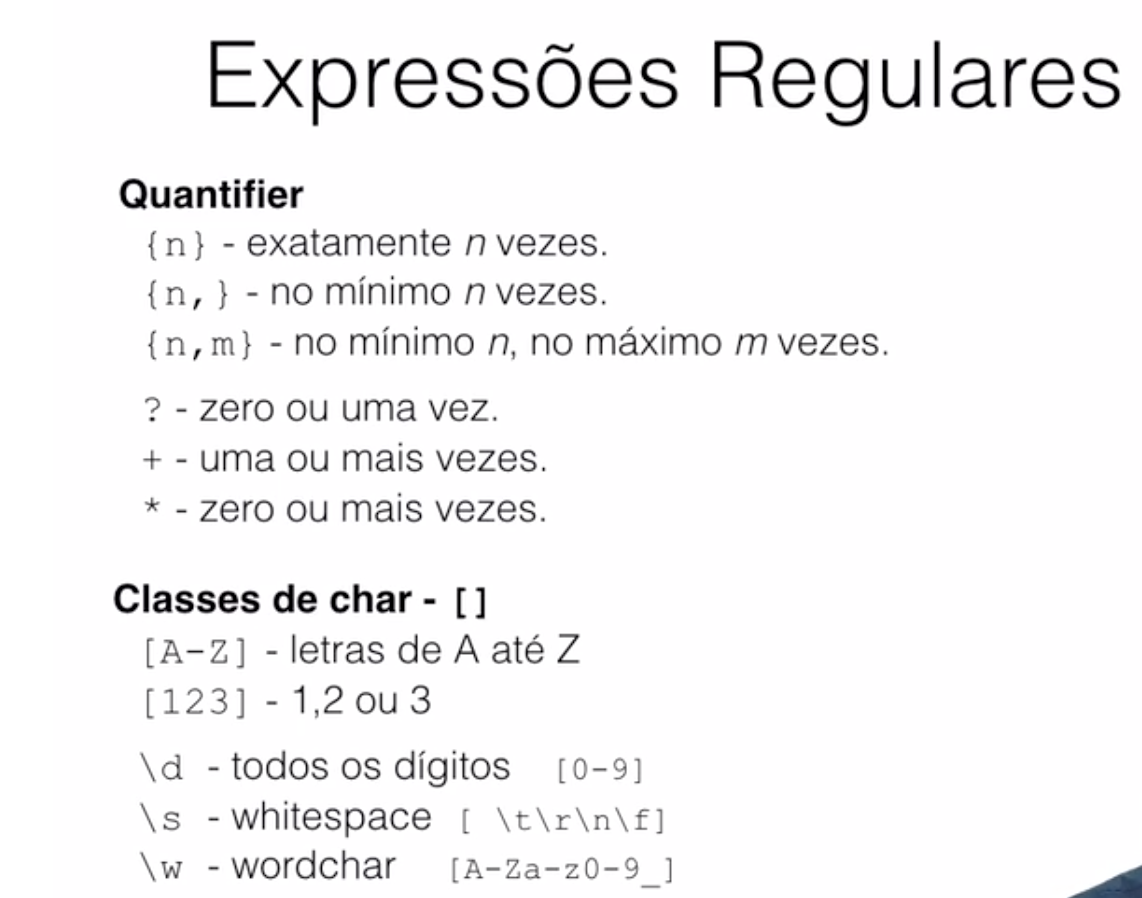 Expressões Regulares
Quantifier
{n} - exatamente n vezes.
{n,} - no mínimo n vezes.
{n,m} - no mínimo n, no máximo m vezes.
? - zero ou uma vez.
+ - uma ou mais vezes.
* - zero ou mais vezes.
Classes de char - []
[A-Z] - letras de A até Z
[123] - 1,2 ou 3
\d - todos os dígitos [0-9]
\s - whitespace [ \t\r\n\f]
\w - wordchar [A-Za-z0-9_]